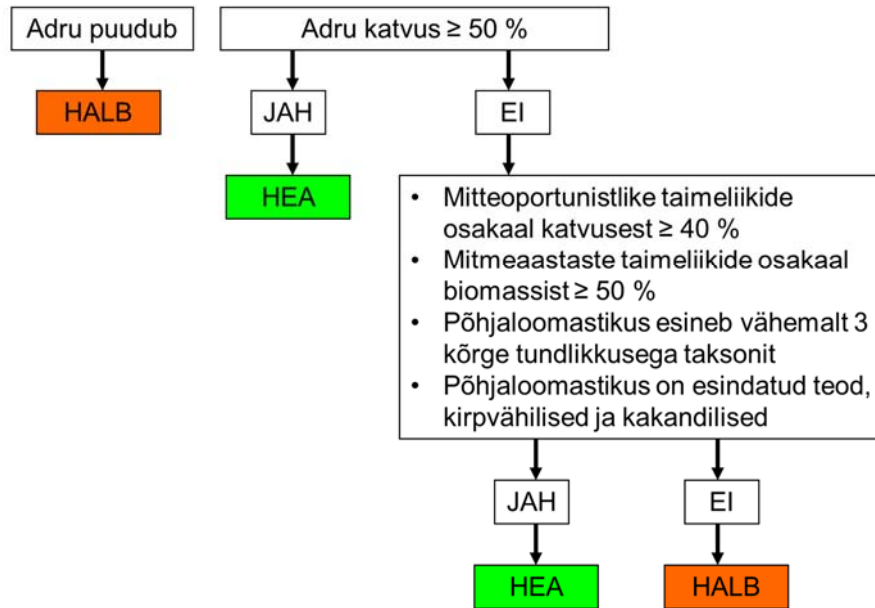 Adru puudub
Adru katvus ≥ 50 %
HALB
JAH
EI
HEA
• Mitteoportunistlike taimeliikide
osakaal katvusest ≥ 40 %
• Mitmeaastaste taimeliikide osakaal
biomassist ≥ 50 %
• Põhjaloomastikus esineb vähemalt 3
kõrge tundlikkusega taksonit
• Põhjaloomastikus on esindatud teod,
kirpvähilised ja kakandilised
JAH
EI
HEA
HALB